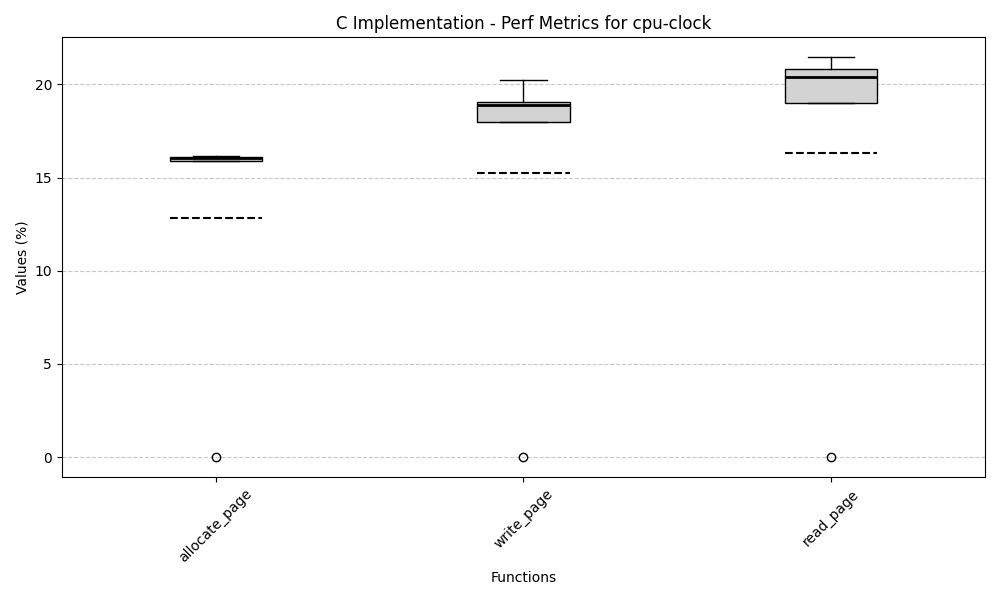 C Implementation - Perf Metrics for cpu-clock
Values (%)
20
15
10
5
0
allocate_page
write_page
read_page
Functions